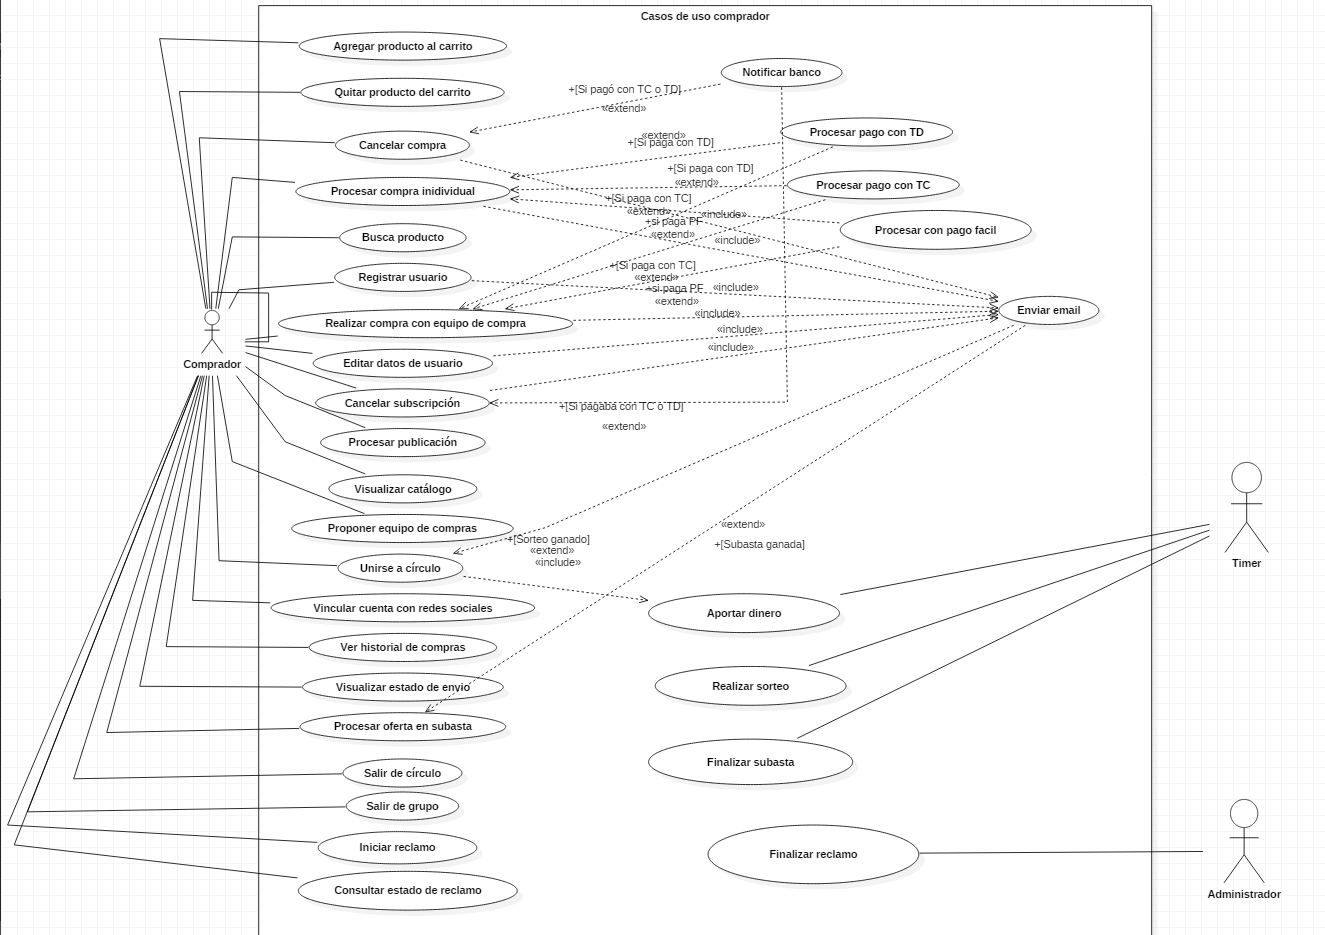 Casos de uso comprador
Agregar producto al carrito
Notificar banco
Quitar producto del carrito
+[Si pagó con TC o TD]
«extend»
Procesar pago con TD
«extend»
+[Si paga con TD]
Cancelar compra
+[Si paga con TD]
«extend»
Procesar pago con TC
Procesar compra inidividual
+[Si paga con TC]
«extend»
«include»
+si paga PF
«extend»
«include»
Procesar con pago facil
Busca producto
+[Si paga con TC]
«extend»
Registrar usuario
+si paga PF
«include»
«extend»
Enviar email
«include»
Realizar compra con equipo de compra
«include»
«include»
Comprador
Editar datos de usuario
Cancelar subscripción
+[Si pagaba con TC o TD]
«extend»
Procesar publicación
Visualizar catálogo
Proponer equipo de compras
«extend»
+[Subasta ganada]
+[Sorteo ganado]
«extend»
«include»
Timer
Unirse a círculo
Vincular cuenta con redes sociales
Aportar dinero
Ver historial de compras
Visualizar estado de envio
Realizar sorteo
Procesar oferta en subasta
Finalizar subasta
Salir de círculo
Salir de grupo
Iniciar reclamo
Finalizar reclamo
Consultar estado de reclamo
Administrador